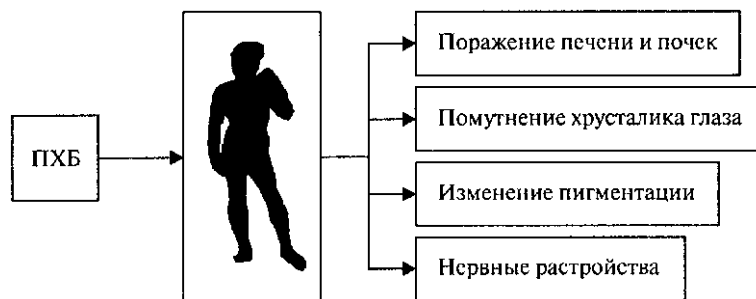 ПХБ
Поражение печени и почек
Помутнение хрусталика глаза
Изменение пигментации
Нервные растройства